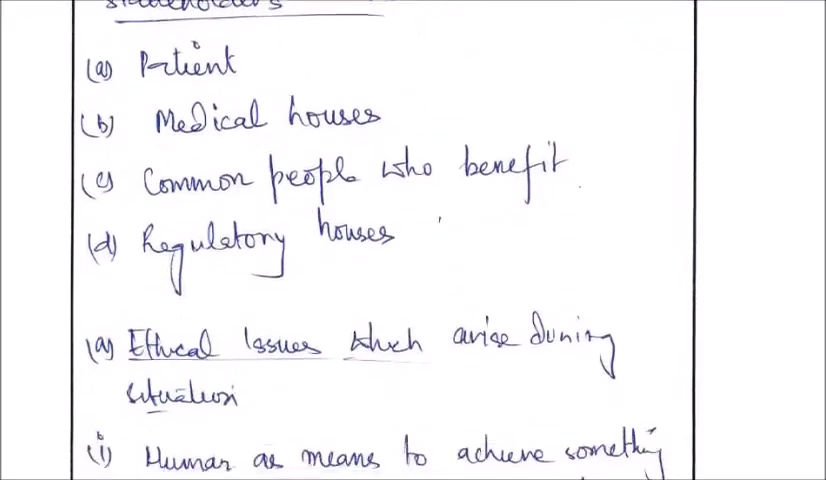 Stakeholders
(a) Patient
(b) Medical houses
(c) Common people who benefit
(d) Regulatory houses
(a) Ethical Issues which arise during
situation
(i) Human as means to achieve something